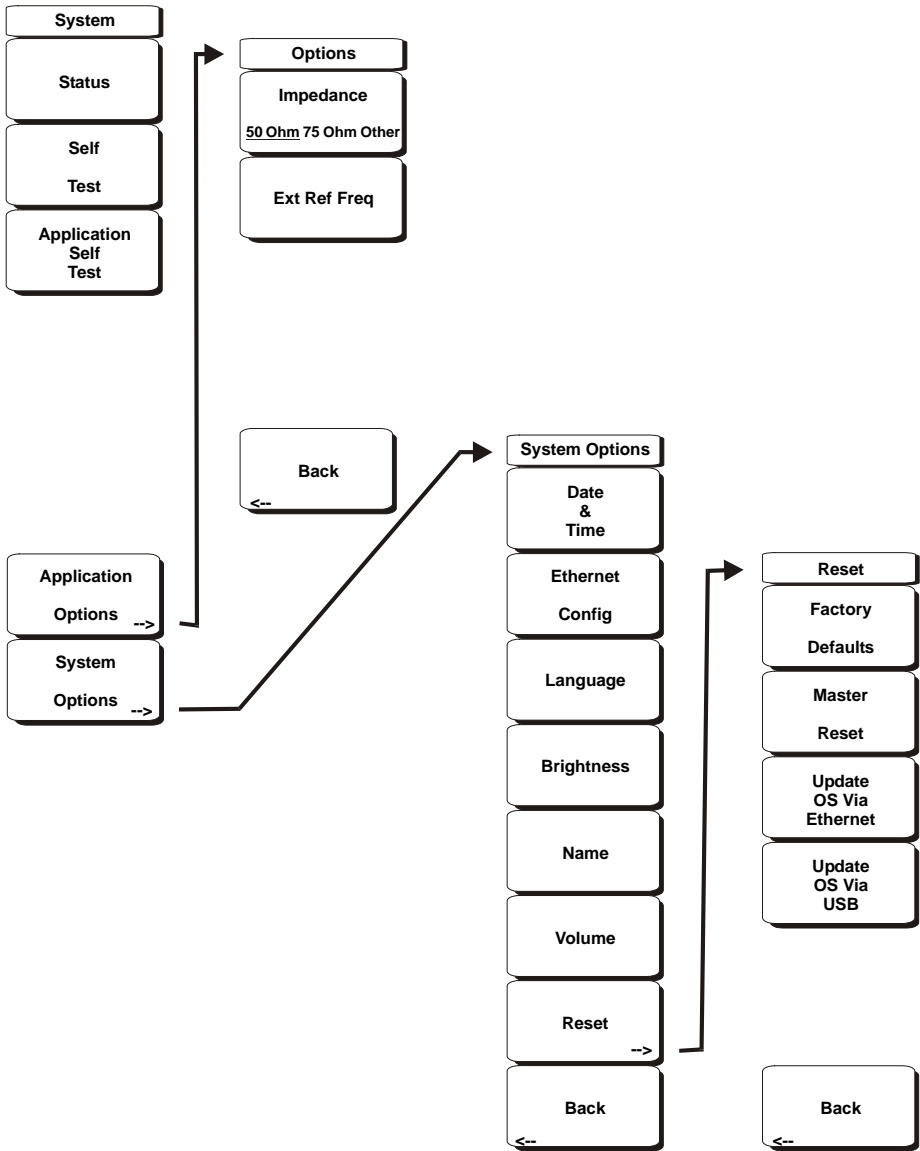 System
Status
Self
Test
Application
Self
Test
Application
Options
-->
System
Options
-->
Options
Impedance
50 Ohm 75 Ohm Other
Ext Ref Freq
Back
<--
System Options
Date
&
Time
Ethernet
Config
Language
Brightness
Name
Volume
Reset
-->
Back
<--
Reset
Factory
Defaults
Master
Reset
Update
OS Via
Ethernet
Update
OS Via
USB
Back
<--